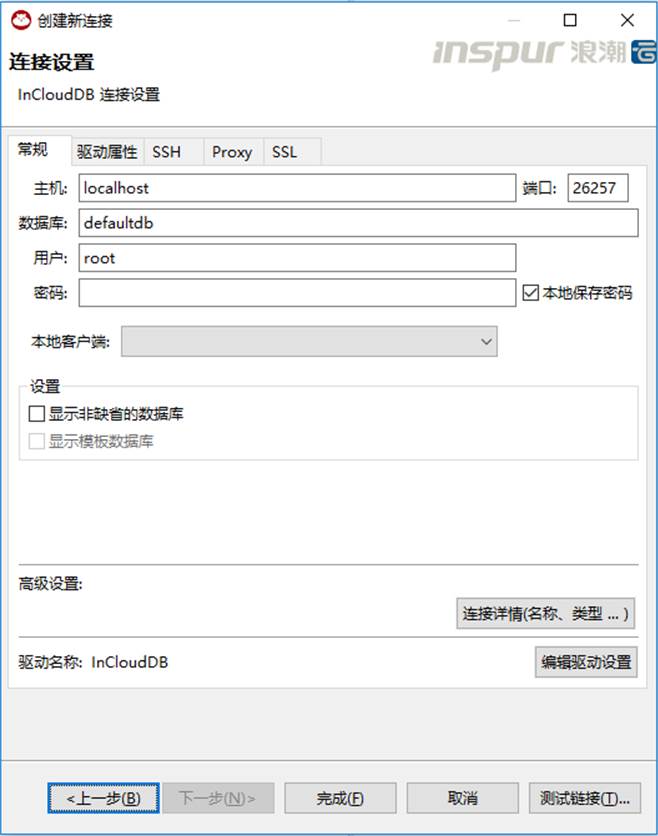 创建新连接
连接设置
inspur 浪潮云
InCloudDB 连接设置
常规 驱动属性 SSH Proxy SSL
主机: localhost 端口: 26257
数据库: defaultdb
用户: root
密码: 本地保存密码
本地客户端:
设置
显示非缺省的数据库
显示模板数据库
高级设置:
连接详情(名称、类型 ... )
驱动名称: InCloudDB 编辑驱动设置
<上一步(B) 下一步(N)> 完成(F) 取消 测试链接(T)...